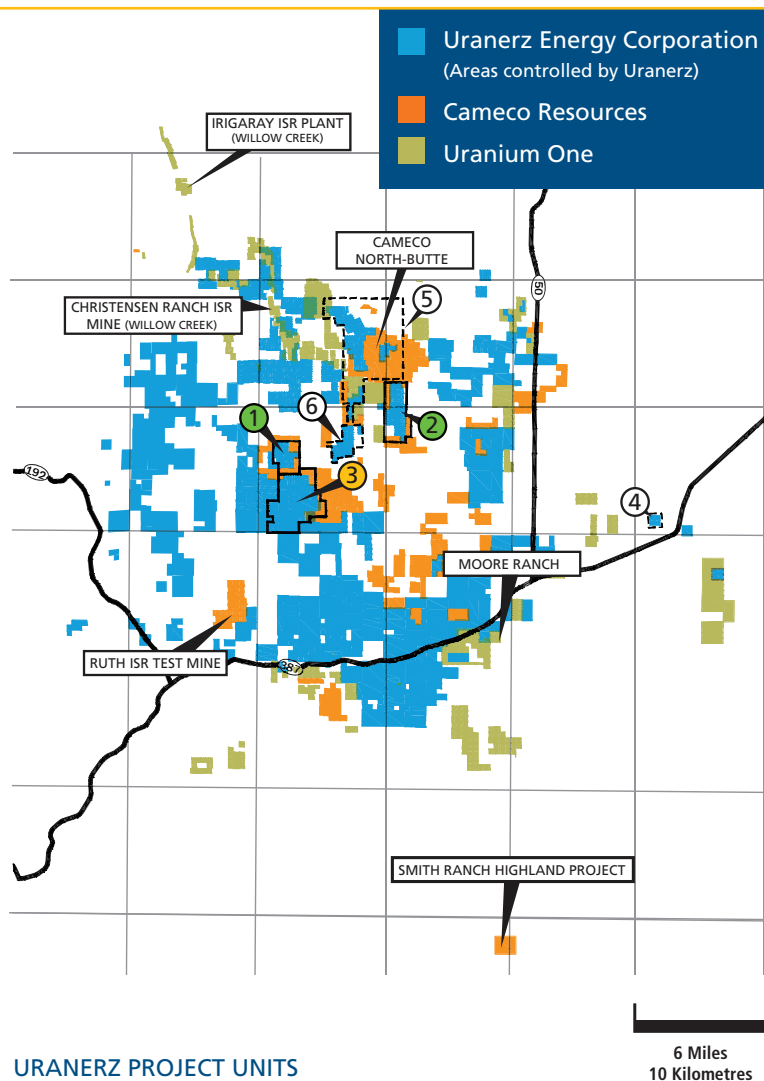 Uranerz Energy Corporation
(Areas controlled by Uranerz)
Cameco Resources
Uranium One
IRIGARAY ISR PLANT
(WILLOW CREEK)
CAMECO
NORTH-BUTTE
50
5
CHRISTENSEN RANCH ISR
MINE (WILLOW CREEK)
6
1
2
192
3
4
MOORE RANCH
RUTH ISR TEST MINE
387
SMITH RANCH HIGHLAND PROJECT
6 Miles
10 Kilometres
URANERZ PROJECT UNITS